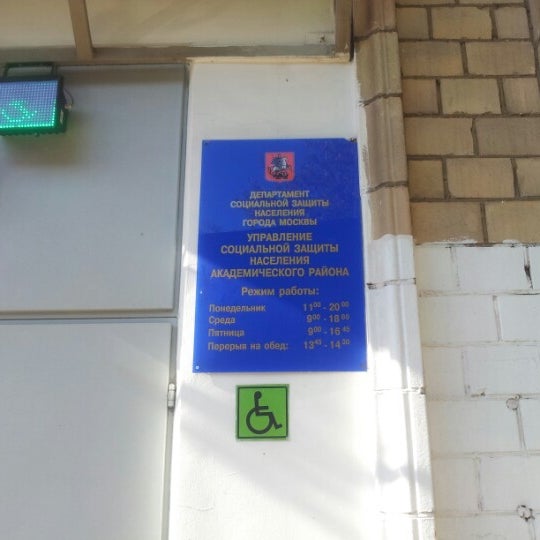 ДЕПАРТАМЕНТ
СОЦИАЛЬНОЙ ЗАЩИТЫ
НАСЕЛЕНИЯ
ГОРОДА МОСКВЫ
УПРАВЛЕНИЕ
СОЦИАЛЬНОЙ ЗАЩИТЫ
НАСЕЛЕНИЯ
АКАДЕМИЧЕСКОГО РАЙОНА
Режим работы:
Понедельник 11⁰⁰ - 20⁰⁰
Среда 9⁰⁰ - 18⁰⁰
Пятница 9⁰⁰ - 16⁴⁵
Перерыв на обед: 13⁴⁵ - 14³⁰